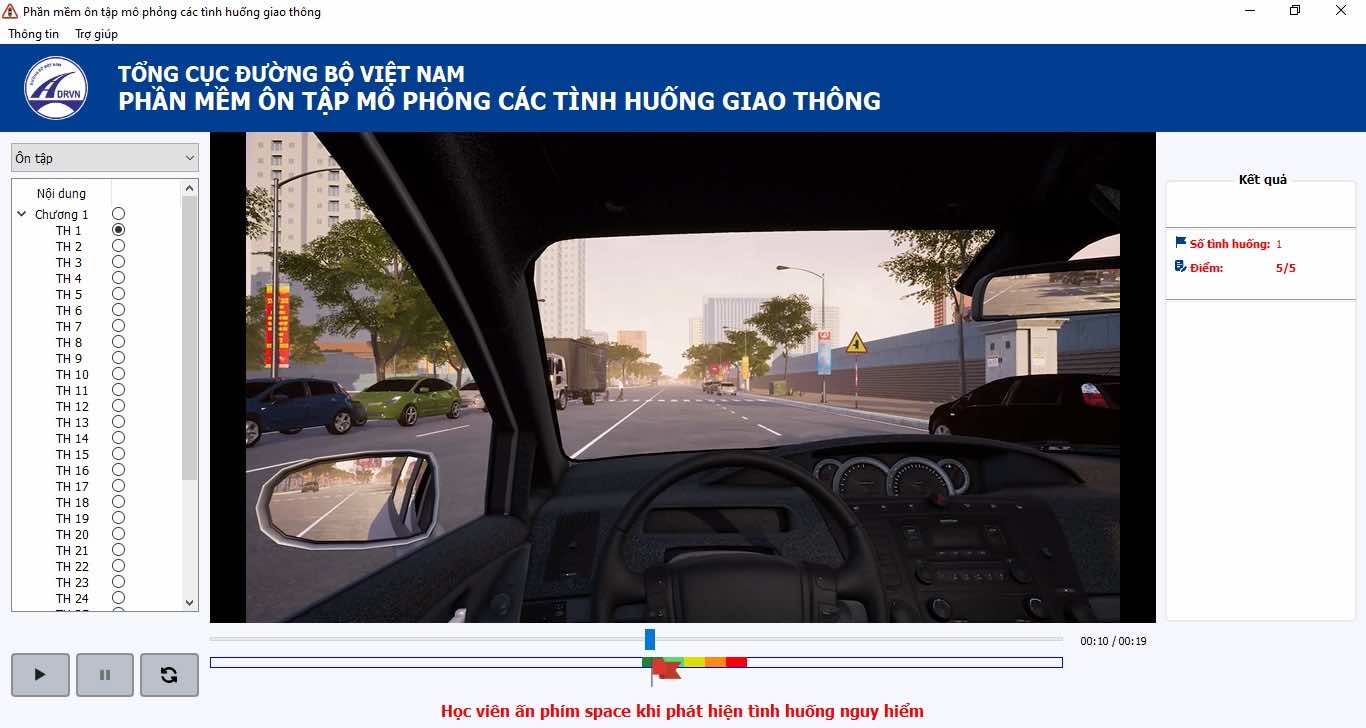 Phần mềm ôn tập mô phỏng các tình huống giao thông
Thông tin Trợ giúp
ĐƯỜNG BỘ VIỆT NAM
DRVN
TỔNG CỤC ĐƯỜNG BỘ VIỆT NAM
PHẦN MỀM ÔN TẬP MÔ PHỎNG CÁC TÌNH HUỐNG GIAO THÔNG
Ôn tập
Nội dung
Chương 1
TH 1
TH 2
TH 3
TH 4
TH 5
TH 6
TH 7
TH 8
TH 9
TH 10
TH 11
TH 12
TH 13
TH 14
TH 15
TH 16
TH 17
TH 18
TH 19
TH 20
TH 21
TH 22
TH 23
TH 24
Kết quả
Số tình huống: 1
Điểm: 5/5
00:10 / 00:19
Học viên ấn phím space khi phát hiện tình huống nguy hiểm